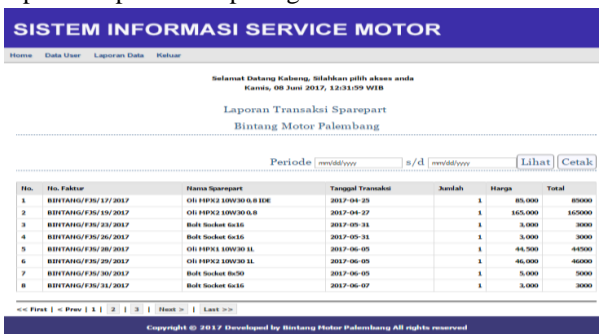 SISTEM INFORMASI SERVICE MOTOR
Home Data User Laporan Data Keluar
Selamat Datang Kabeng, Silahkan pilih akses anda
Kamis, 08 Juni 2017, 12:31:59 WIB
Laporan Transaksi Sparepart
Bintang Motor Palembang
Periode mm/dd/yyyy s/d mm/dd/yyyy Lihat Cetak
No. No. Faktur Nama Sparepart Tanggal Transaksi Jumlah Harga Total
1 BINTANG/FJS/17/2017 Oli MPX2 10W30 0,8 IDE 2017-04-25 1 85,000 85000
2 BINTANG/FJS/19/2017 Oli MPX2 10W30 0.8 2017-04-27 1 165,000 165000
3 BINTANG/FJS/23/2017 Bolt Socket 6x16 2017-05-31 1 3,000 3000
4 BINTANG/FJS/26/2017 Bolt Socket 6x16 2017-05-31 1 3,000 3000
5 BINTANG/FJS/28/2017 Oli MPX1 10W30 1L 2017-06-05 1 44,500 44500
6 BINTANG/FJS/29/2017 Oli MPX2 10W30 1L 2017-06-05 1 46,000 46000
7 BINTANG/FJS/30/2017 Bolt Socket 8x50 2017-06-05 1 5,000 5000
8 BINTANG/FJS/31/2017 Bolt Socket 6x16 2017-06-07 1 3,000 3000
<< First | < Prev | 1 | 2 | 3 | Next > | Last >>
Copyright © 2017 Developed by Bintang Motor Palembang All rights reserved